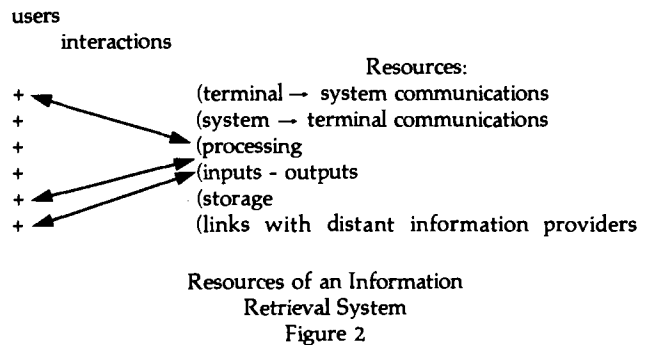 users
interactions
Resources:
+ (terminal → system communications
+ (system → terminal communications
+ (processing
+ (inputs - outputs
+ (storage
+ (links with distant information providers
Resources of an Information
Retrieval System
Figure 2